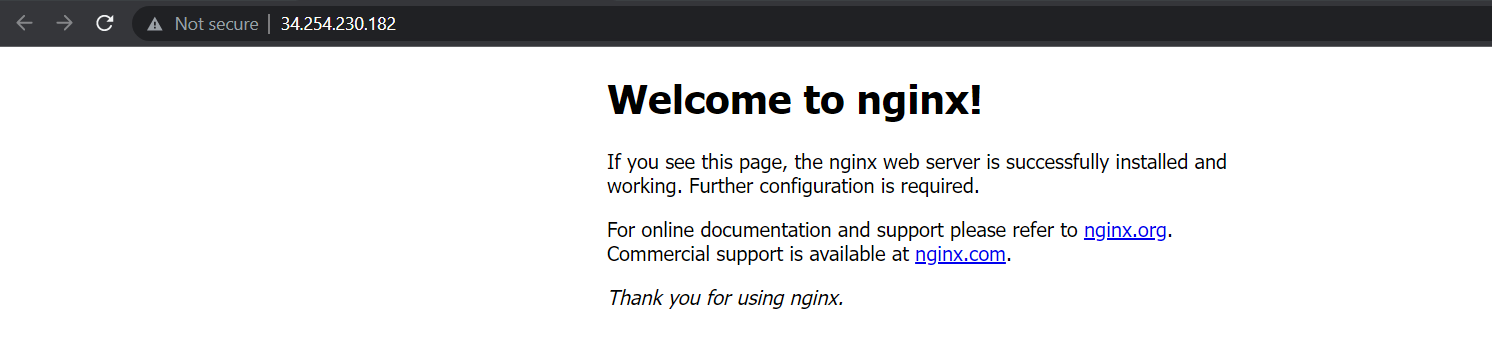 Not secure 34.254.230.182
Welcome to nginx!
If you see this page, the nginx web server is successfully installed and
working. Further configuration is required.
For online documentation and support please refer to nginx.org.
Commercial support is available at nginx.com.
Thank you for using nginx.